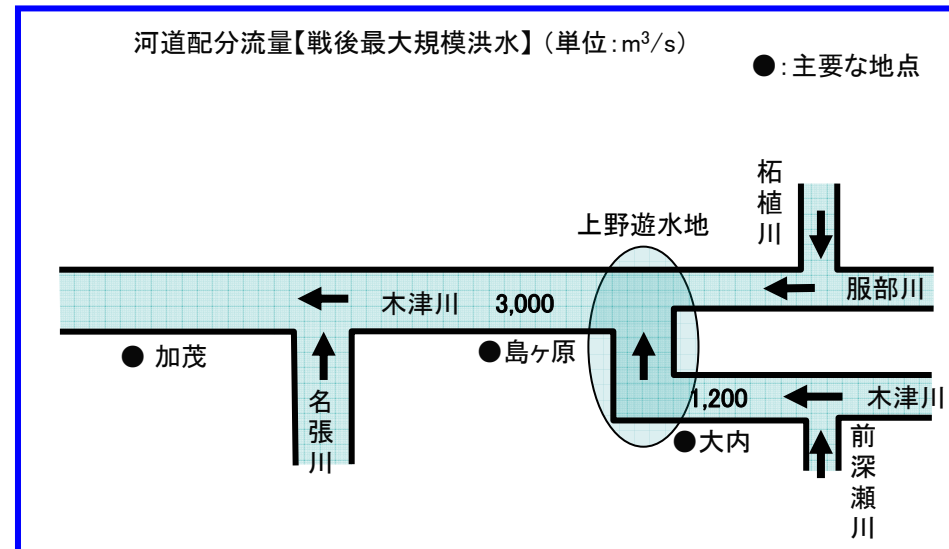 河道配分流量【戦後最大規模洪水】（単位：m³/s）
●：主要な地点
柘植川
上野遊水地
服部川
木津川 3,000
●加茂
●島ヶ原
名張川
1,200
木津川
●大内
前深瀬川